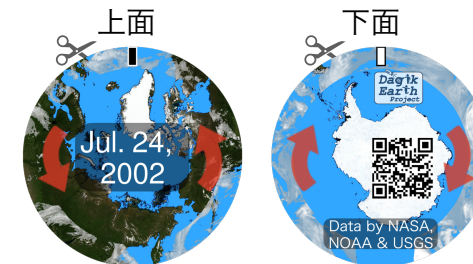 上面
下面
Jul. 24,
2002
Dagik
Earth
Project
Data by NASA,
NOAA & USGS